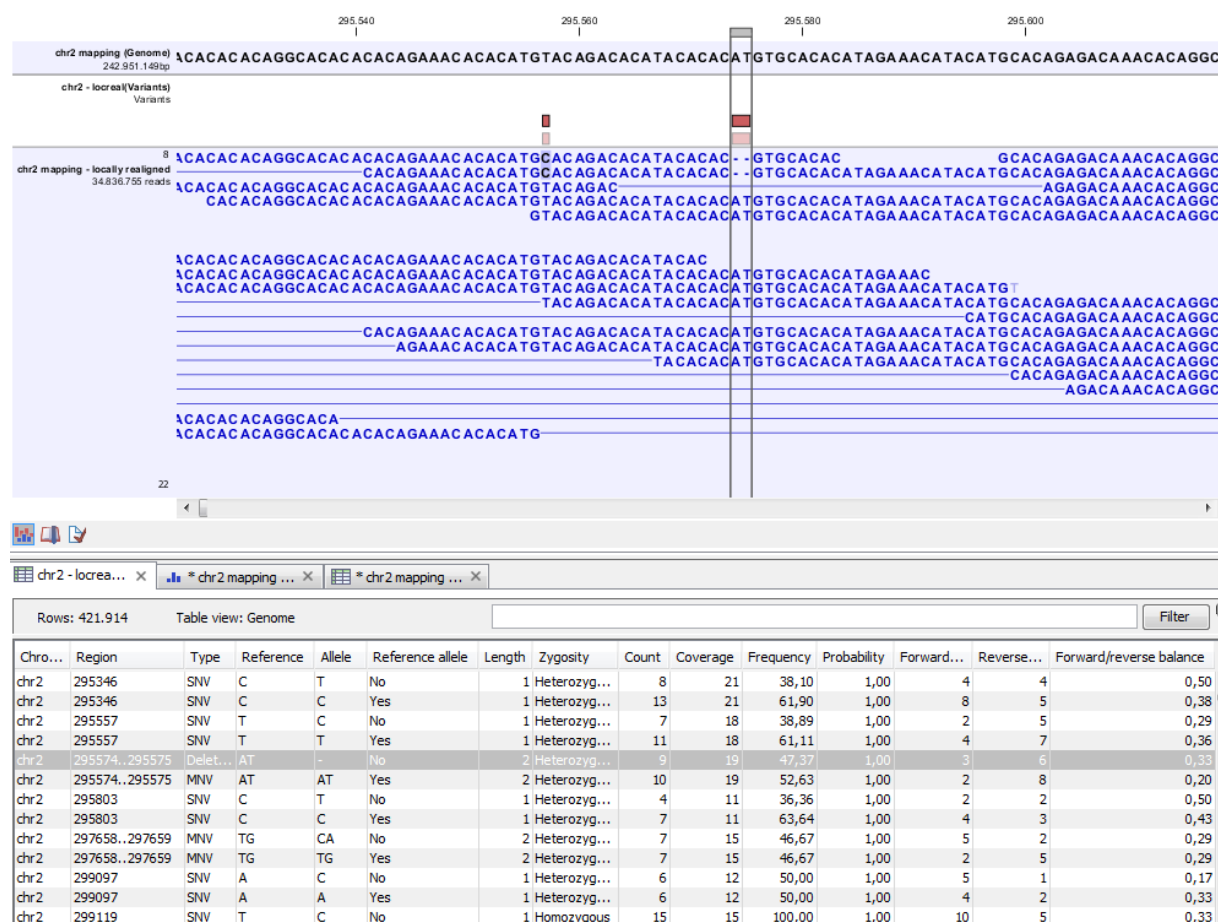 295.540 295.560 295.580 295.600
chr2 mapping (Genome) ACACACACAGGCACACACACAGAAACACACATGTACAGACACATACACACATGTGCACACATAGAAACATACATGCACAGAGACAAACACAGGC
242.951.149bp
chr2 - locreal(Variants)
Variants
8 ACACACACAGGCACACACACAGAAACACACATGCACAGACACATACACAC--GTGCACAC GCACAGAGACAAACACAGGC
chr2 mapping - locally realigned CACAGAAACACACATGCACAGACACATACACAC--GTGCACACATAGAAACATACATGCACAGAGACAAACACAGGC
34.836.755 reads ACACACACAGGCACACACACAGAAACACACATGTACAGAC AGAGACAAACACAGGC
CACACAGGCACACACACAGAAACACACATGTACAGACACATACACACATGTGCACACATAGAAACATACATGCACAGAGACAAACACAGGC
GTACAGACACATACACACATGTGCACACATAGAAACATACATGCACAGAGACAAACACAGGC
ACACACACAGGCACACACACAGAAACACACATGTACAGACACATACAC
ACACACACAGGCACACACACAGAAACACACATGTACAGACACATACACACATGTGCACACATAGAAAC
ACACACACAGGCACACACACAGAAACACACATGTACAGACACATACACACATGTGCACACATAGAAACATACATGT
TACAGACACATACACACATGTGCACACATAGAAACATACATGCACAGAGACAAACACAGGC
CATGCACAGAGACAAACACAGGC
CACAGAAACACACATGTACAGACACATACACACATGTGCACACATAGAAACATACATGCACAGAGACAAACACAGGC
AGAAACACACATGTACAGACACATACACACATGTGCACACATAGAAACATACATGCACAGAGACAAACACAGGC
TACACACATGTGCACACATAGAAACATACATGCACAGAGACAAACACAGGC
CACAGAGACAAACACAGGC
AGACAAACACAGGC
ACACACACAGGCACA
ACACACACAGGCACACACACAGAAACACACATG
22
chr2 - locrea... * chr2 mapping ... * chr2 mapping ...
Rows: 421.914 Table view: Genome Filter
Chro... Region Type Reference Allele Reference allele Length Zygosity Count Coverage Frequency Probability Forward... Reverse... Forward/reverse balance
chr2 295346 SNV C T No 1 Heterozyg... 8 21 38,10 1,00 4 4 0,50
chr2 295346 SNV C C Yes 1 Heterozyg... 13 21 61,90 1,00 8 5 0,38
chr2 295557 SNV T C No 1 Heterozyg... 7 18 38,89 1,00 2 5 0,29
chr2 295557 SNV T T Yes 1 Heterozyg... 11 18 61,11 1,00 4 7 0,36
chr2 295574..295575 Delet... AT - No 2 Heterozyg... 9 19 47,37 1,00 3 6 0,33
chr2 295574..295575 MNV AT AT Yes 2 Heterozyg... 10 19 52,63 1,00 2 8 0,20
chr2 295803 SNV C T No 1 Heterozyg... 4 11 36,36 1,00 2 2 0,50
chr2 295803 SNV C C Yes 1 Heterozyg... 7 11 63,64 1,00 4 3 0,43
chr2 297658..297659 MNV TG CA No 2 Heterozyg... 7 15 46,67 1,00 5 2 0,29
chr2 297658..297659 MNV TG TG Yes 2 Heterozyg... 7 15 46,67 1,00 2 5 0,29
chr2 299097 SNV A C No 1 Heterozyg... 6 12 50,00 1,00 5 1 0,17
chr2 299097 SNV A A Yes 1 Heterozyg... 6 12 50,00 1,00 4 2 0,33
chr2 299119 SNV T C No 1 Homozygous 15 15 100,00 1,00 10 5 0,33